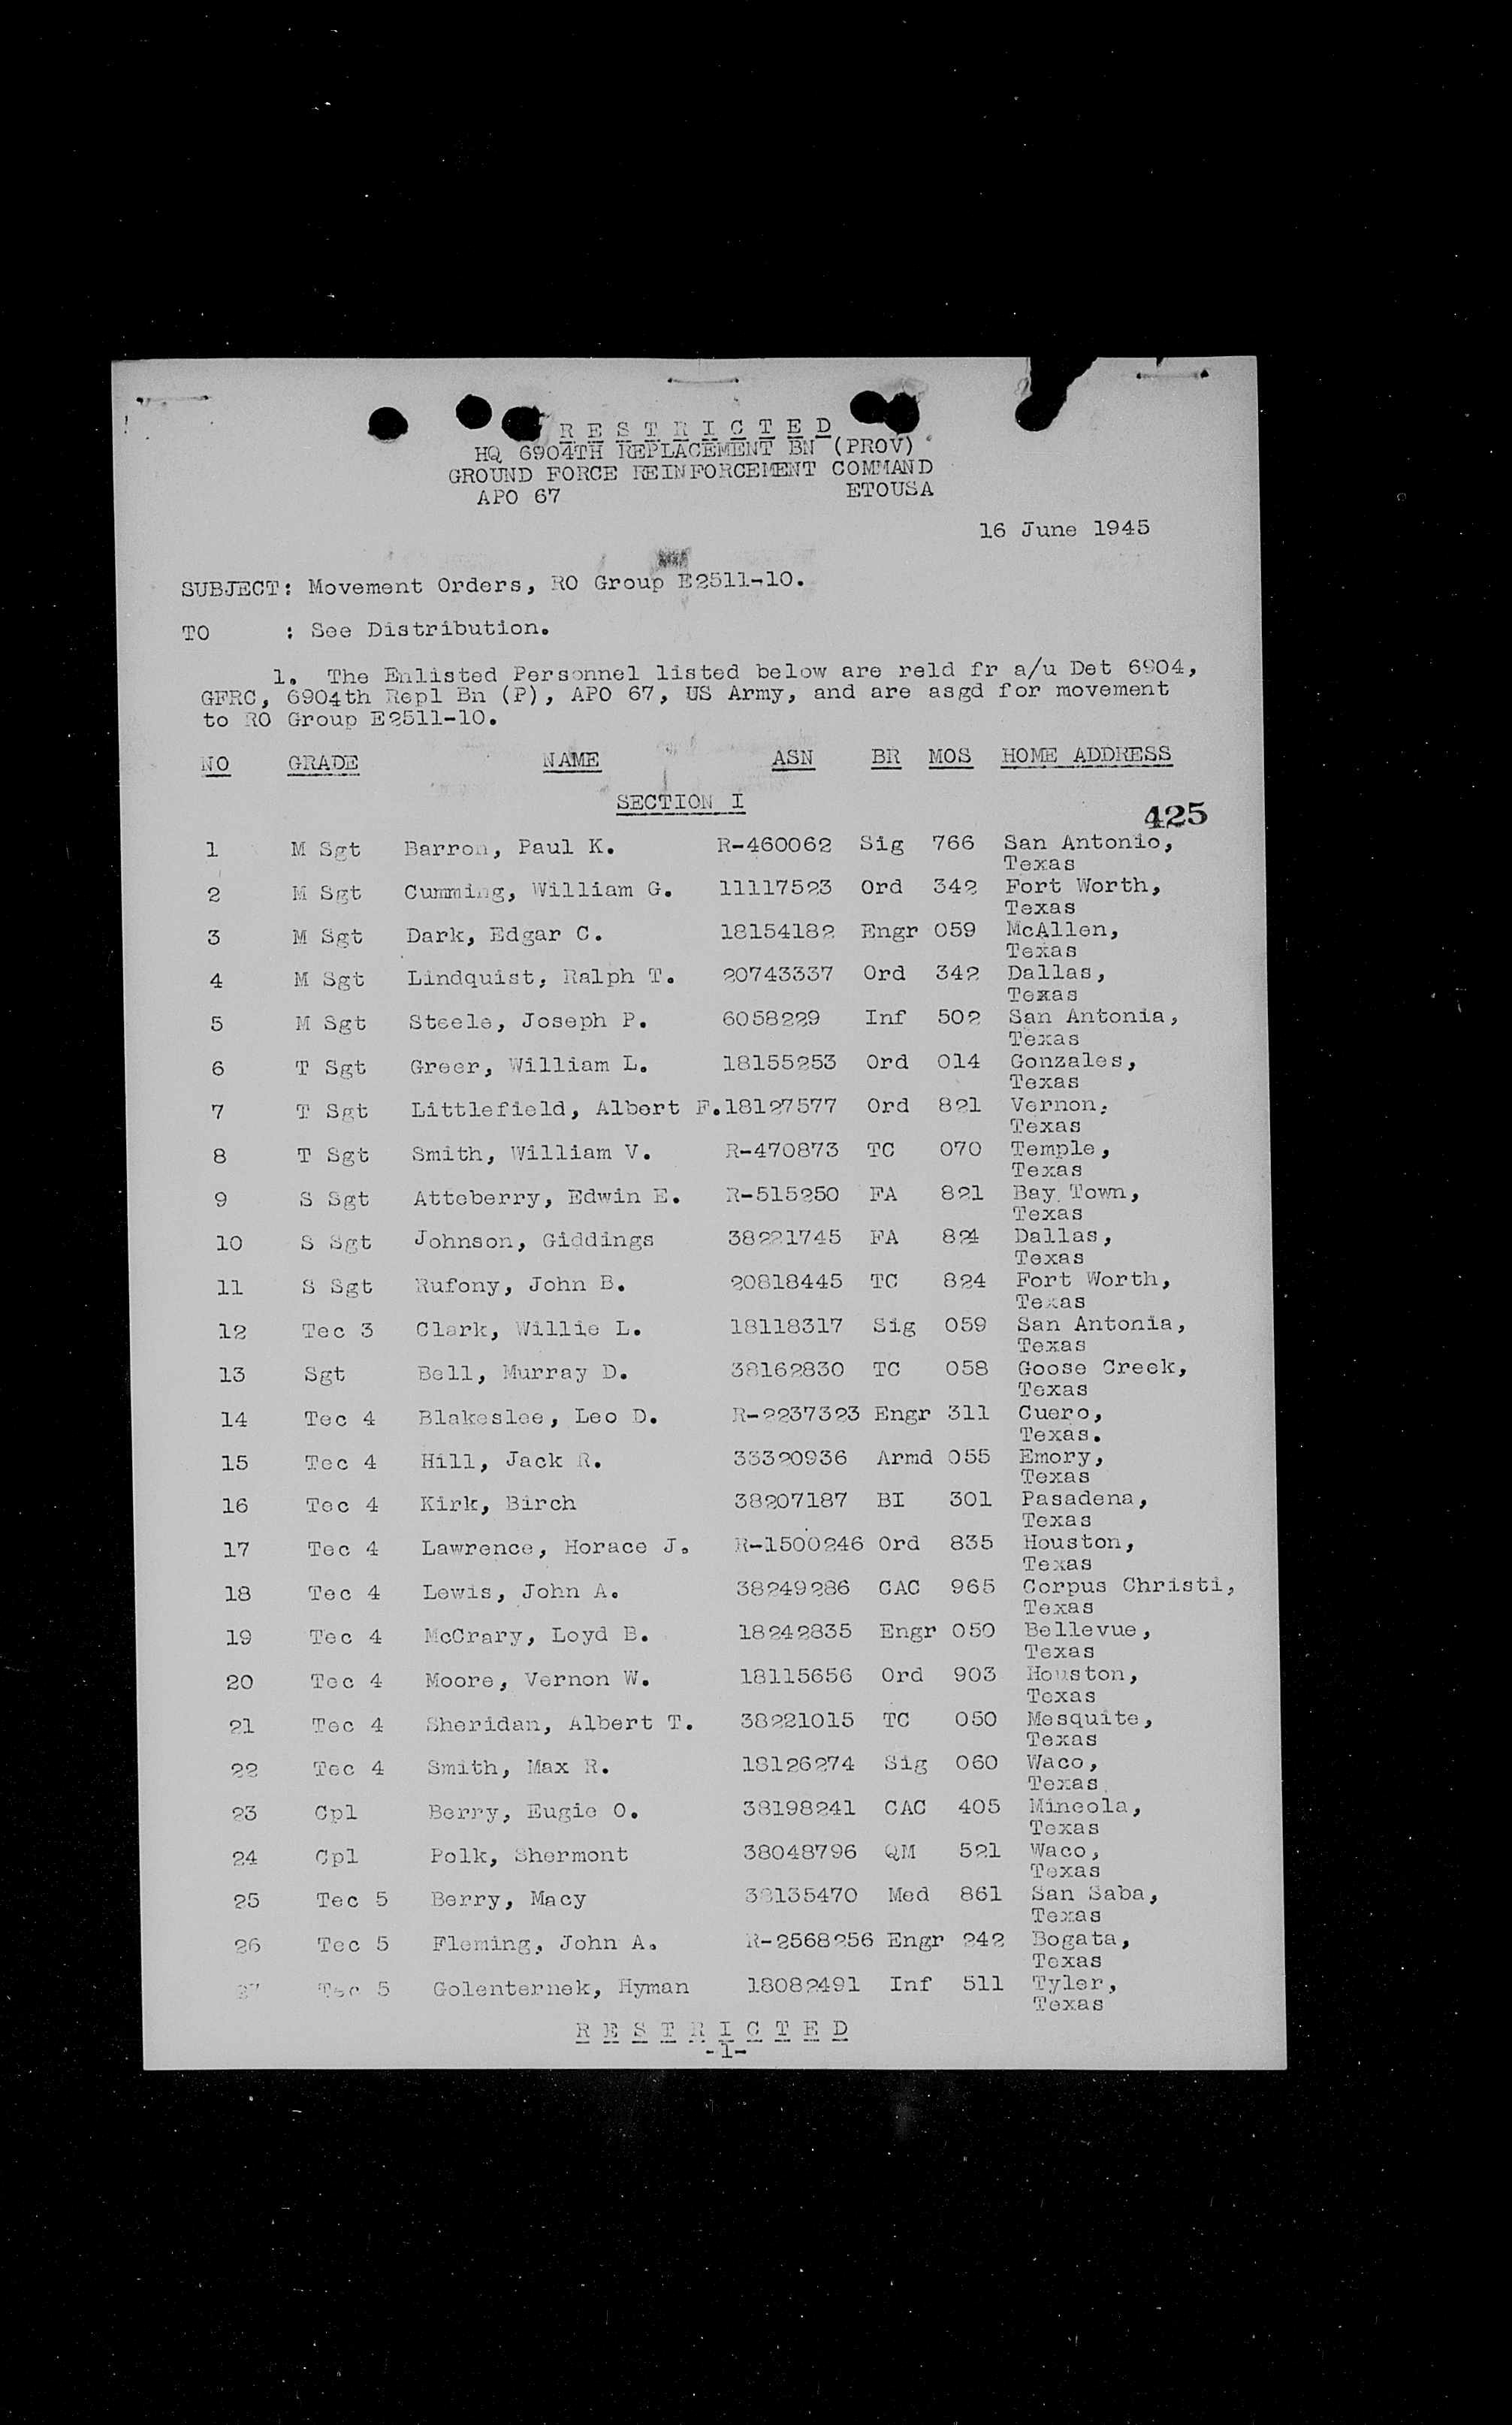 R E S T R I C T E D
HQ 6904TH REPLACEMENT BN (PROV)
GROUND FORCE REINFORCEMENT COMMAND
APO 67 ETOUSA
16 June 1945
SUBJECT: Movement Orders, RO Group E2511-10.
TO : See Distribution.
1. The Enlisted Personnel listed below are reld fr a/u Det 6904,
GFRC, 6904th Repl Bn (P), APO 67, US Army, and are asgd for movement
to RO Group E2511-10.
NO GRADE NAME ASN BR MOS HOME ADDRESS
SECTION I
425
1 M Sgt Barron, Paul K. R-460062 Sig 766 San Antonio,
Texas
2 M Sgt Cumming, William G. 11117523 Ord 342 Fort Worth,
Texas
3 M Sgt Dark, Edgar C. 18154182 Engr 059 McAllen,
Texas
4 M Sgt Lindquist, Ralph T. 20743337 Ord 342 Dallas,
Texas
5 M Sgt Steele, Joseph P. 6058229 Inf 502 San Antonia,
Texas
6 T Sgt Greer, William L. 18155253 Ord 014 Gonzales,
Texas
7 T Sgt Littlefield, Albert F. 18127577 Ord 821 Vernon,
Texas
8 T Sgt Smith, William V. R-470873 TC 070 Temple,
Texas
9 S Sgt Atteberry, Edwin E. R-515250 FA 821 Bay Town,
Texas
10 S Sgt Johnson, Giddings 38221745 FA 824 Dallas,
Texas
11 S Sgt Rufony, John B. 20818445 TC 824 Fort Worth,
Texas
12 Tec 3 Clark, Willie L. 18118317 Sig 059 San Antonia,
Texas
13 Sgt Bell, Murray D. 38162830 TC 058 Goose Creek,
Texas
14 Tec 4 Blakeslee, Leo D. R-2237323 Engr 311 Cuero,
Texas.
15 Tec 4 Hill, Jack R. 33320936 Armd 055 Emory,
Texas
16 Tec 4 Kirk, Birch 38207187 BI 301 Pasadena,
Texas
17 Tec 4 Lawrence, Horace J. R-1500246 Ord 835 Houston,
Texas
18 Tec 4 Lewis, John A. 38249286 CAC 965 Corpus Christi,
Texas
19 Tec 4 McCrary, Loyd B. 18242835 Engr 050 Bellevue,
Texas
20 Tec 4 Moore, Vernon W. 18115656 Ord 903 Houston,
Texas
21 Tec 4 Sheridan, Albert T. 38221015 TC 050 Mesquite,
Texas
22 Tec 4 Smith, Max R. 18126274 Sig 060 Waco,
Texas
23 Cpl Berry, Eugie O. 38198241 CAC 405 Mineola,
Texas
24 Cpl Polk, Shermont 38048796 QM 521 Waco,
Texas
25 Tec 5 Berry, Macy 38135470 Med 861 San Saba,
Texas
26 Tec 5 Fleming, John A. R-2568256 Engr 242 Bogata,
Texas
27 Tec 5 Golenternek, Hyman 18082491 Inf 511 Tyler,
Texas
R E S T R I C T E D
-1-